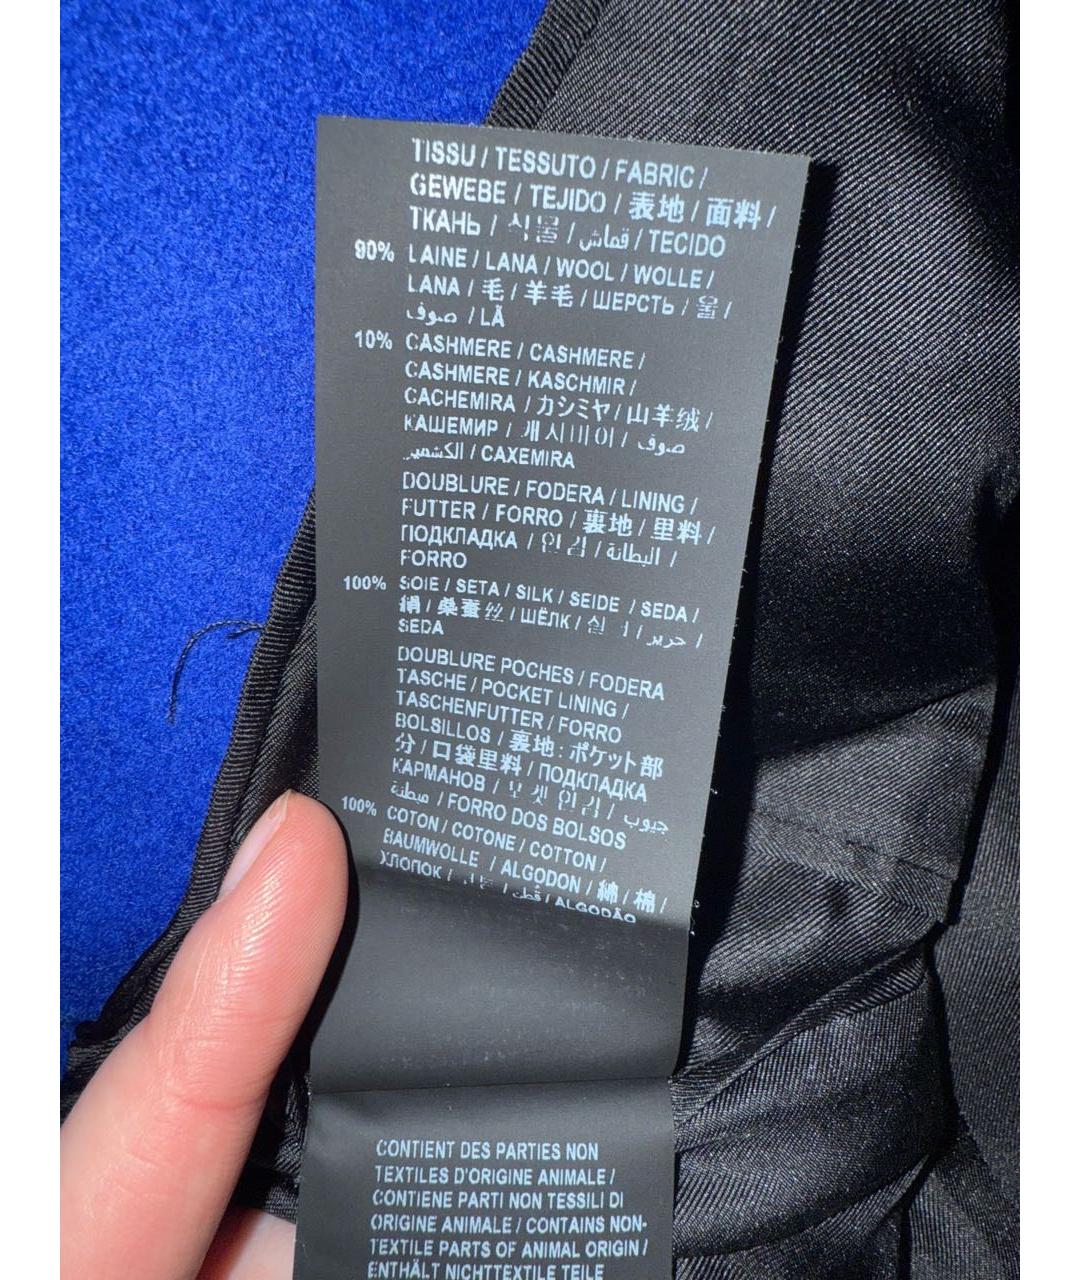 TISSU / TESSUTO / FABRIC /
GEWEBE / TEJIDO / 表地 / 面料 /
ТКАНЬ / 식물 / قماش / TECIDO
90% LAINE / LANA / WOOL / WOLLE /
LANA / 毛 / 羊毛 / ШЕРСТЬ / 울 /
صوف / LÃ
10% CASHMERE / CASHMERE /
CASHMERE / KASCHMIR /
CACHEMIRA / カシミヤ / 山羊绒 /
КАШЕМИР / 캐시미어 / صوف
الكشمير / CAXEMIRA
DOUBLURE / FODERA / LINING /
FUTTER / FORRO / 裏地 / 里料 /
ПОДКЛАДКА / 안감 / البطانة /
FORRO
100% SOIE / SETA / SILK / SEIDE / SEDA /
絹 / 桑蚕丝 / ШЁЛК / / حرير /
SEDA
DOUBLURE POCHES / FODERA
TASCHE / POCKET LINING /
TASCHENFUTTER / FORRO
BOLSILLOS / 裏地:ポケット部
分 / 口袋里料 / ПОДКЛАДКА
КАРМАНОВ / 포켓 안감 / جيوب
مبطنة / FORRO DOS BOLSOS
100% COTON / COTONE / COTTON /
BAUMWOLLE / ALGODON / 綿 / 棉 /
ХЛОПОК / / قطن / ALGODÃO
CONTIENT DES PARTIES NON
TEXTILES D'ORIGINE ANIMALE /
CONTIENE PARTI NON TESSILI DI
ORIGINE ANIMALE / CONTAINS NON-
TEXTILE PARTS OF ANIMAL ORIGIN /
ENTHÄLT NICHTTEXTILE TEILE